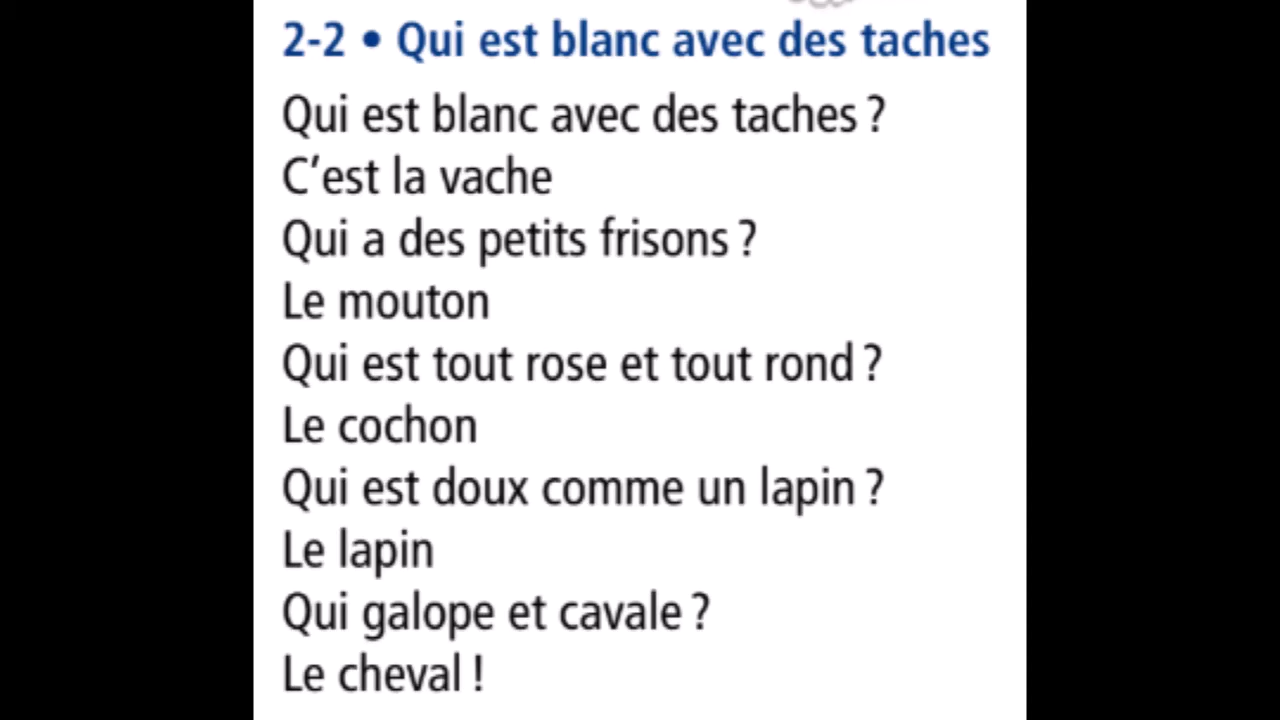 2-2 • Qui est blanc avec des taches
Qui est blanc avec des taches ?
C’est la vache
Qui a des petits frisons ?
Le mouton
Qui est tout rose et tout rond ?
Le cochon
Qui est doux comme un lapin ?
Le lapin
Qui galope et cavale ?
Le cheval !